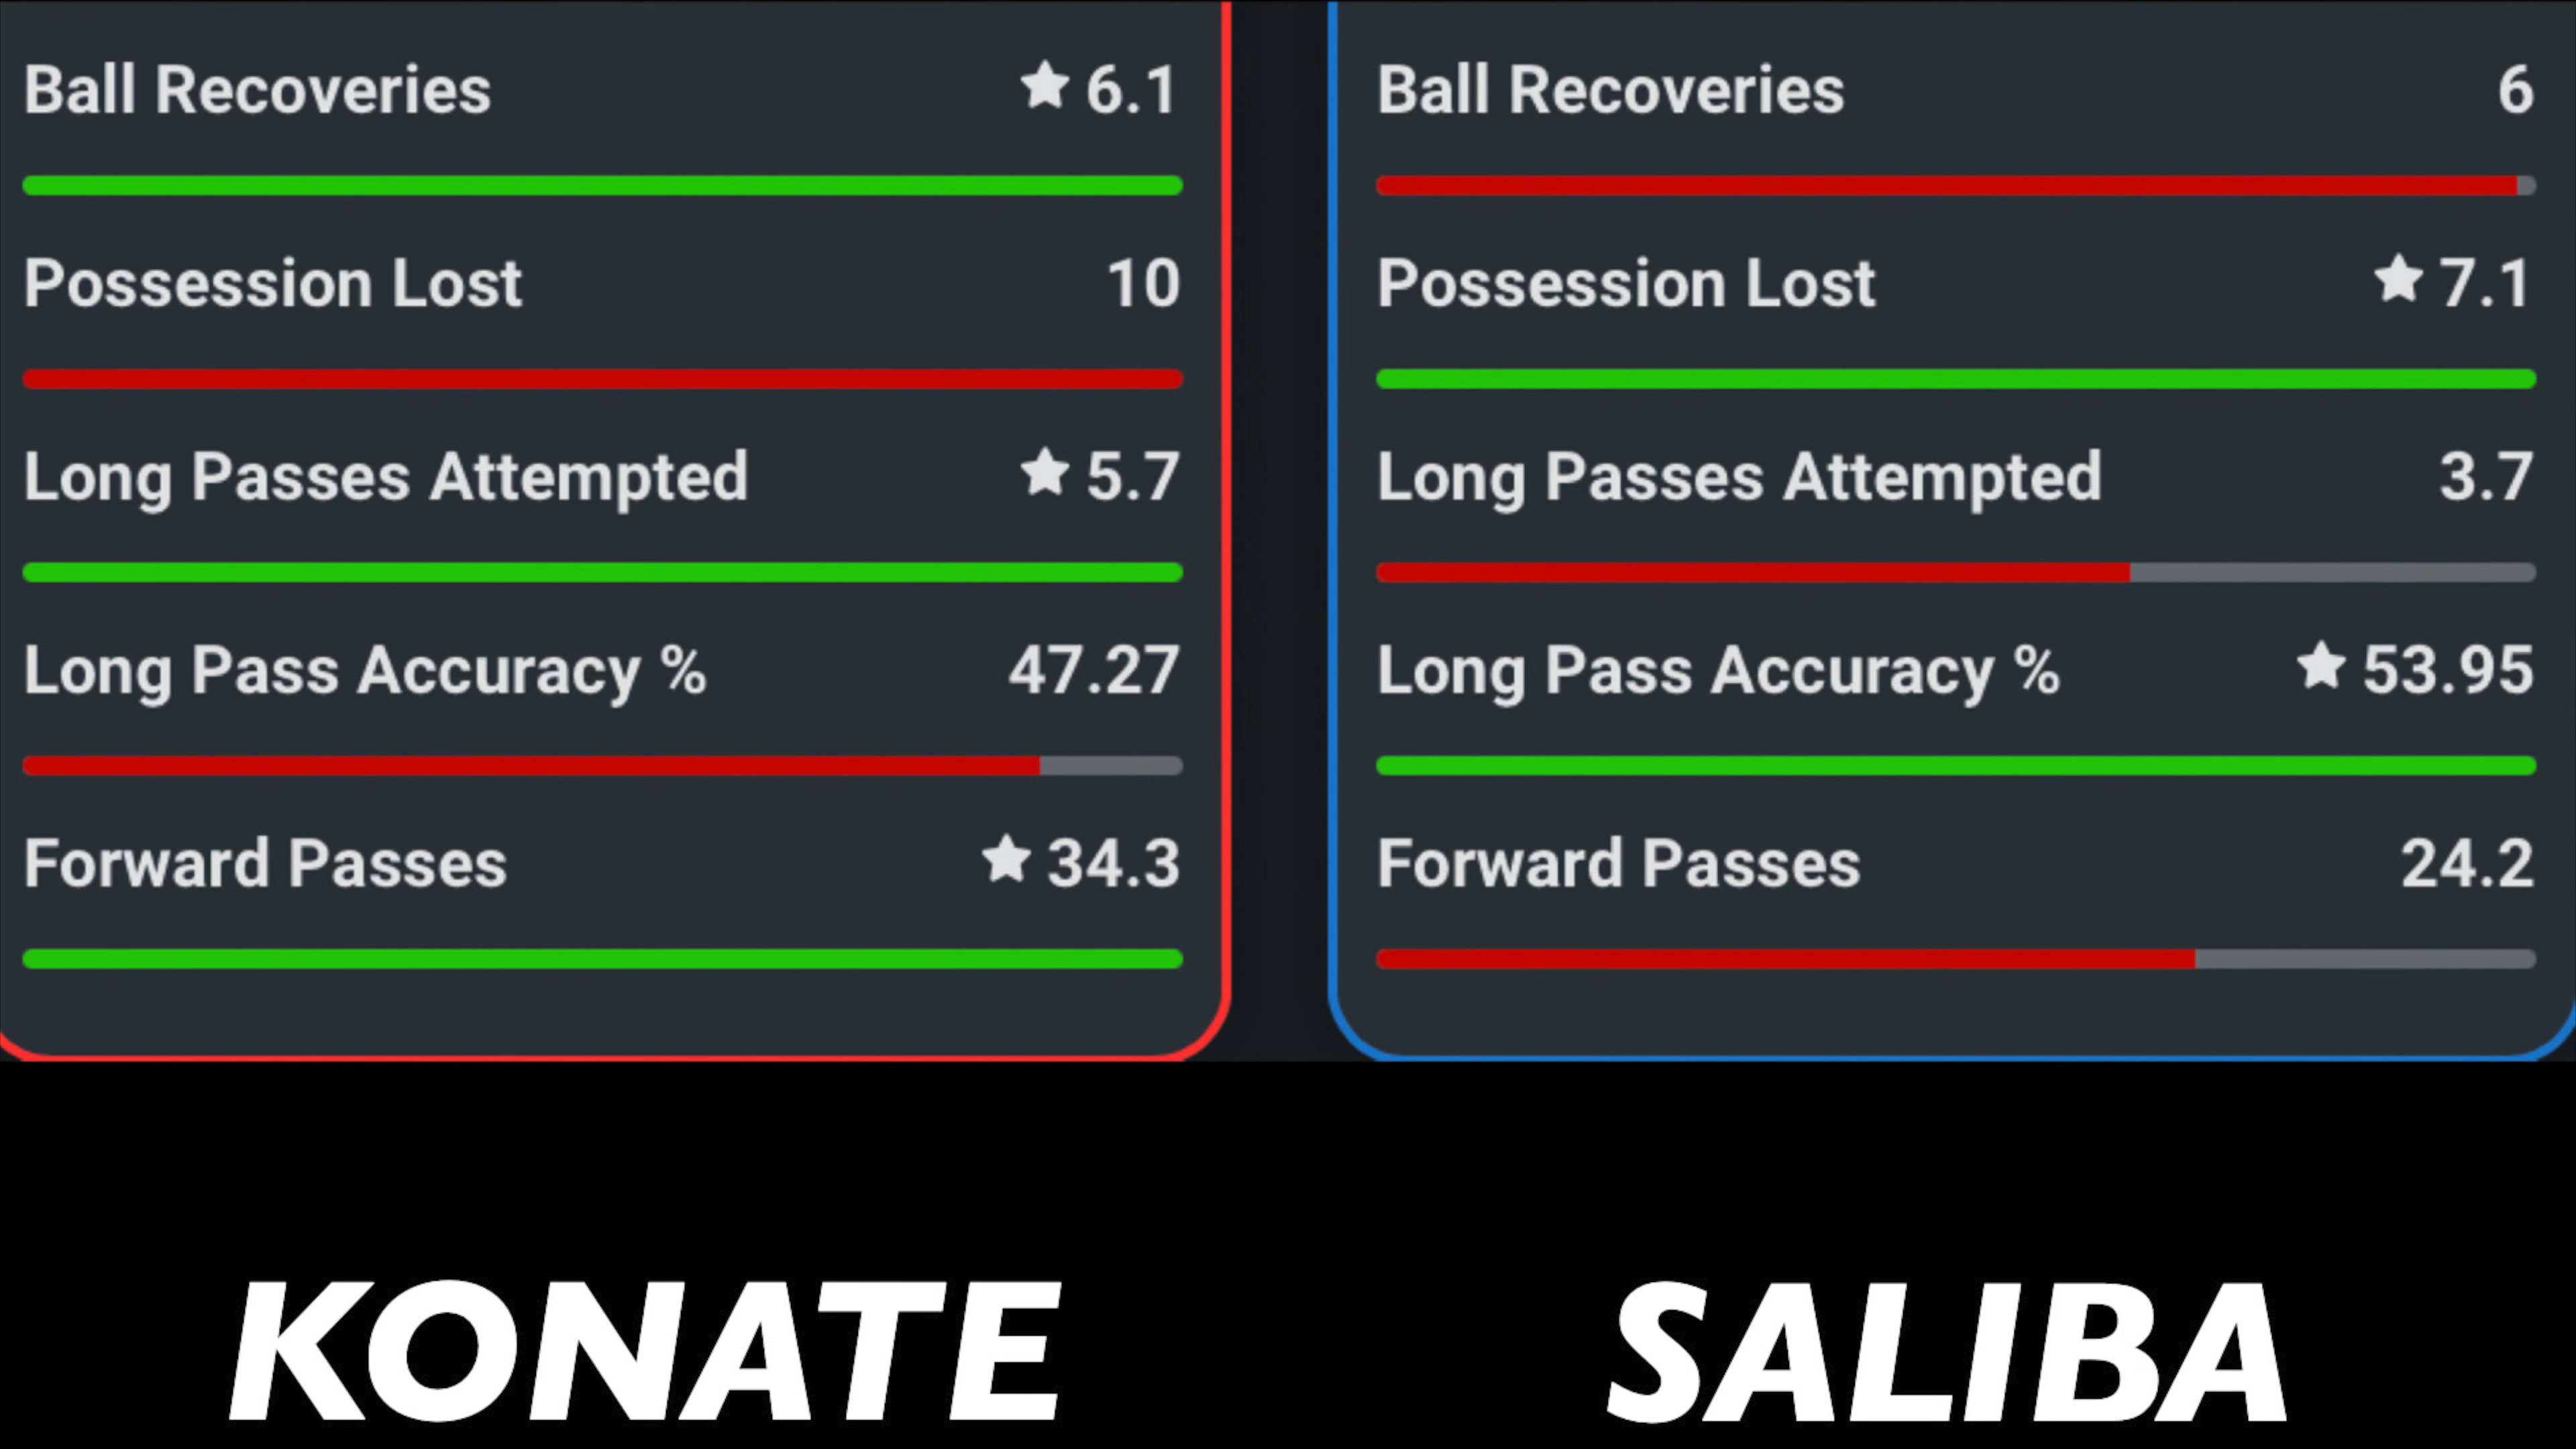 Ball Recoveries ★ 6.1
Possession Lost 10
Long Passes Attempted ★ 5.7
Long Pass Accuracy % 47.27
Forward Passes ★ 34.3
Ball Recoveries 6
Possession Lost ★ 7.1
Long Passes Attempted 3.7
Long Pass Accuracy % ★ 53.95
Forward Passes 24.2
KONATE
SALIBA